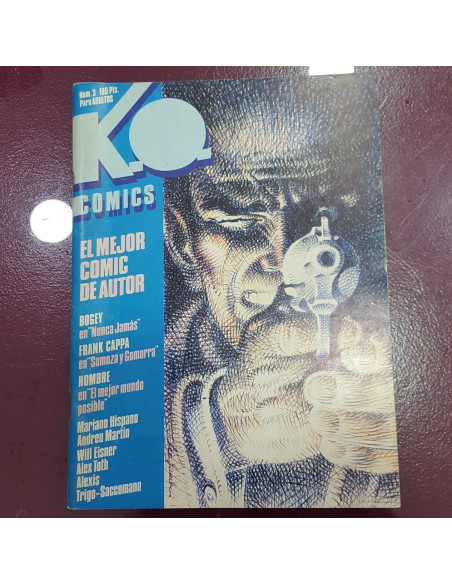 Núm. 3 180 Pts.
Para ADULTOS
K.O.
COMICS
EL MEJOR
COMIC
DE AUTOR
BOGEY
en "Nunca Jamás"
FRANK CAPPA
en "Somoza y Gomorra"
HOMBRE
en "El mejor mundo
posible"
Mariano Hispano
Andreu Martín
Will Eisner
Alex Toth
Alexis
Trigo-Saccomano